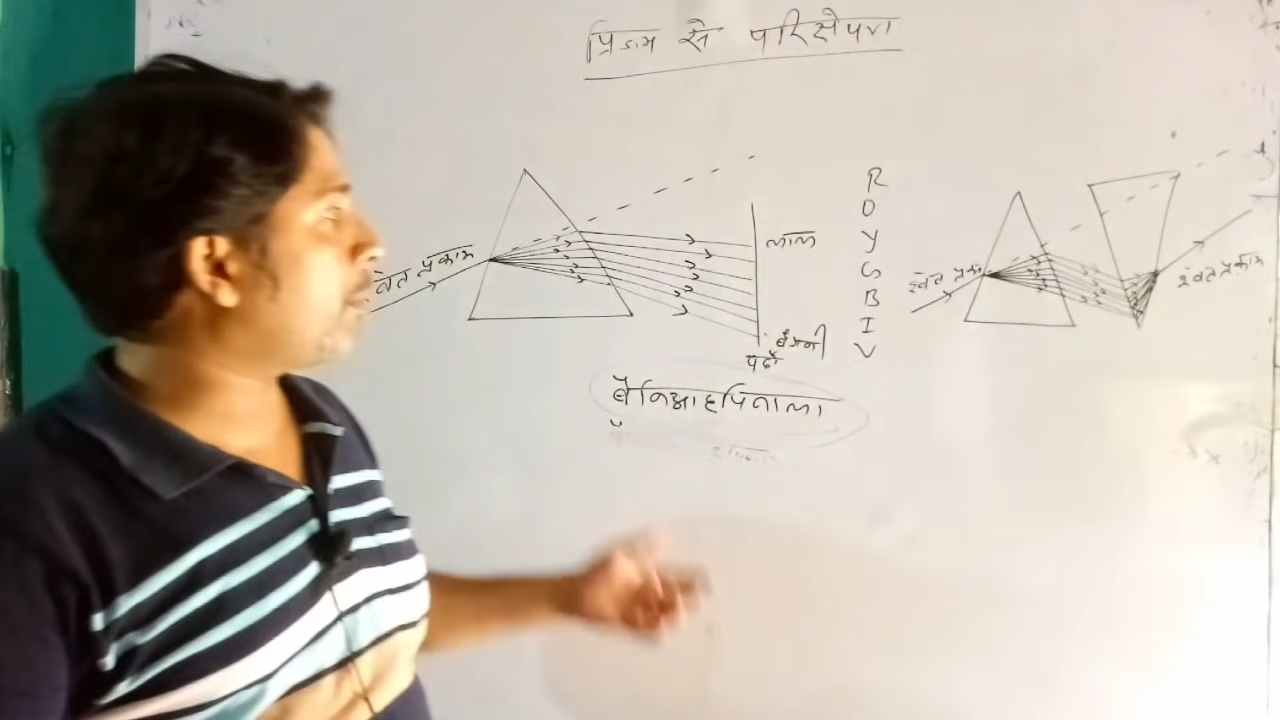 प्रिज्म से परिक्षेपण
श्वेत प्रकाश
लाल
बैंगनी
पर्दा
R
O
Y
G
B
I
V
श्वेत प्रकाश
श्वेत प्रकाश
बैनिआहपिनाला